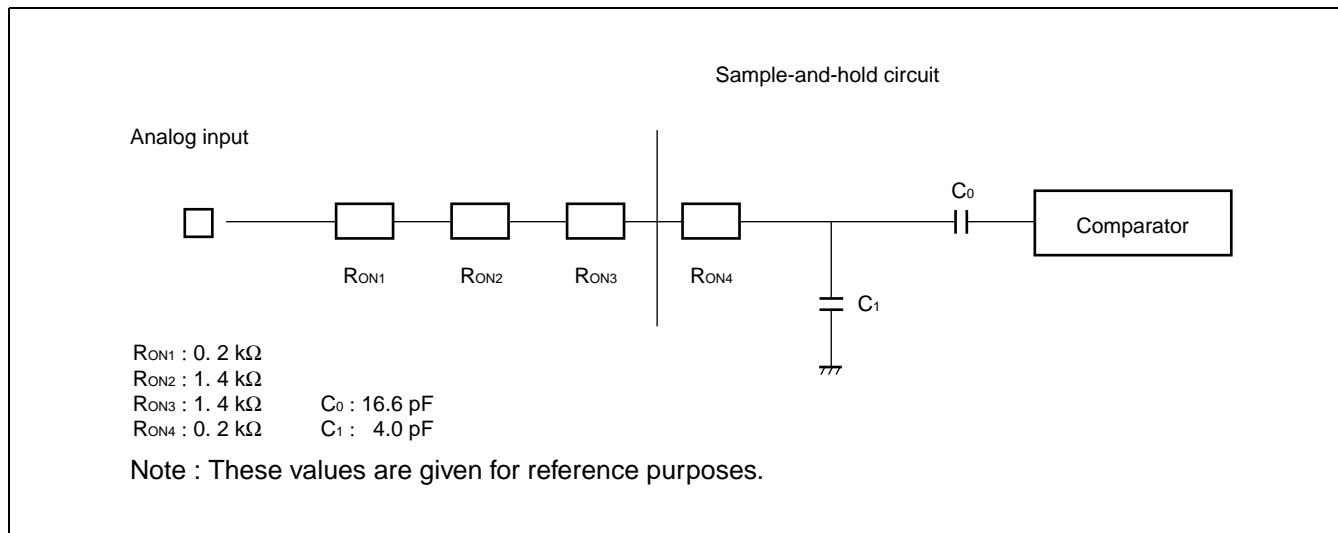 Sample-and-hold circuit
Analog input
C0
Comparator
RON1 RON2 RON3 RON4
C1
RON1 : 0. 2 kΩ
RON2 : 1. 4 kΩ
RON3 : 1. 4 kΩ C0 : 16.6 pF
RON4 : 0. 2 kΩ C1 : 4.0 pF
Note : These values are given for reference purposes.